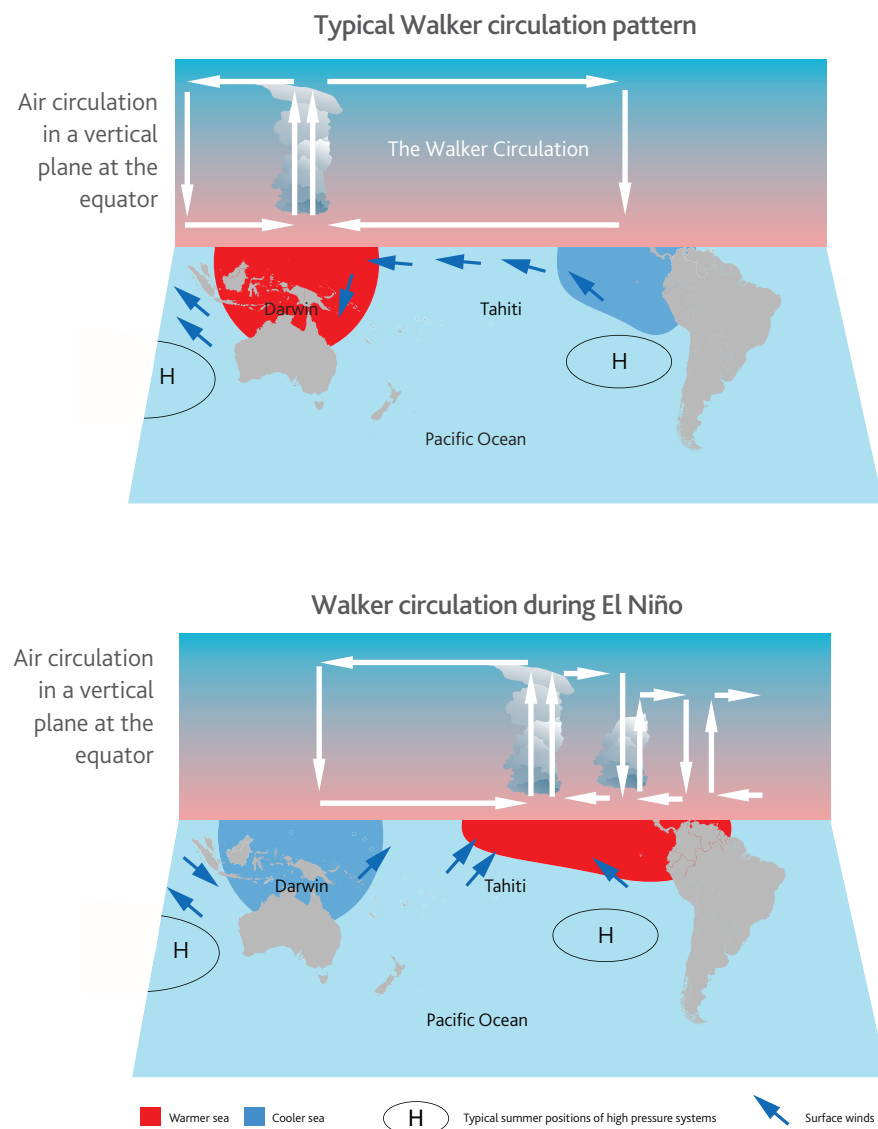 Typical Walker circulation pattern
Air circulation
in a vertical
plane at the
equator
The Walker Circulation
Darwin
Tahiti
H
H
Pacific Ocean
Walker circulation during El Niño
Air circulation
in a vertical
plane at the
equator
Darwin
Tahiti
H
H
Pacific Ocean
Warmer sea
Cooler sea
H
Typical summer positions of high pressure systems
Surface winds